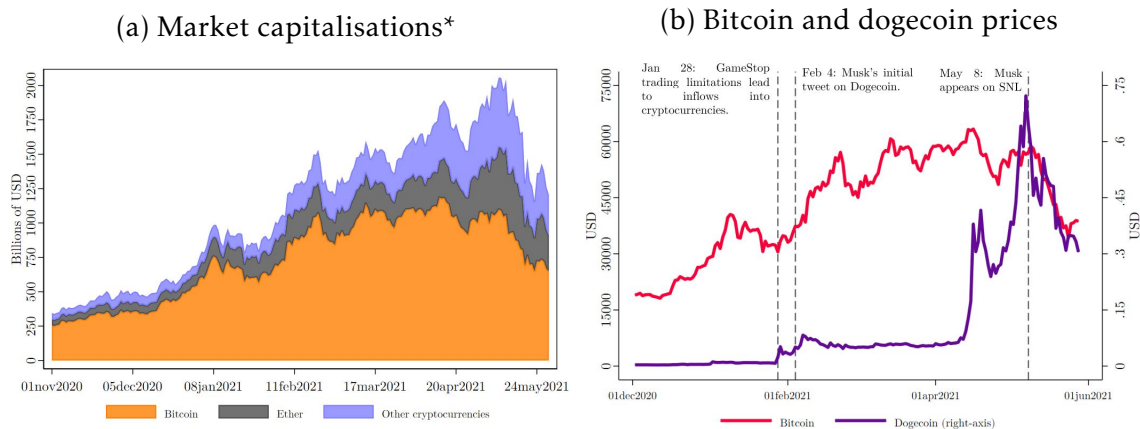 (a) Market capitalisations*
Billions of USD
2000
1750
1500
1250
1000
750
500
250
0
01nov2020 05dec2020 08jan2021 11feb2021 17mar2021 20apr2021 24may2021
Bitcoin Ether Other cryptocurrencies
(b) Bitcoin and dogecoin prices
Jan 28: GameStop
trading limitations lead
to inflows into
cryptocurrencies.
Feb 4: Musk's initial
tweet on Dogecoin.
May 8: Musk
appears on SNL
USD
75000
60000
45000
30000
15000
0
.75
.6
.45
.3
.15
0
USD
01dec2020 01feb2021 01apr2021 01jun2021
Bitcoin Dogecoin (right-axis)